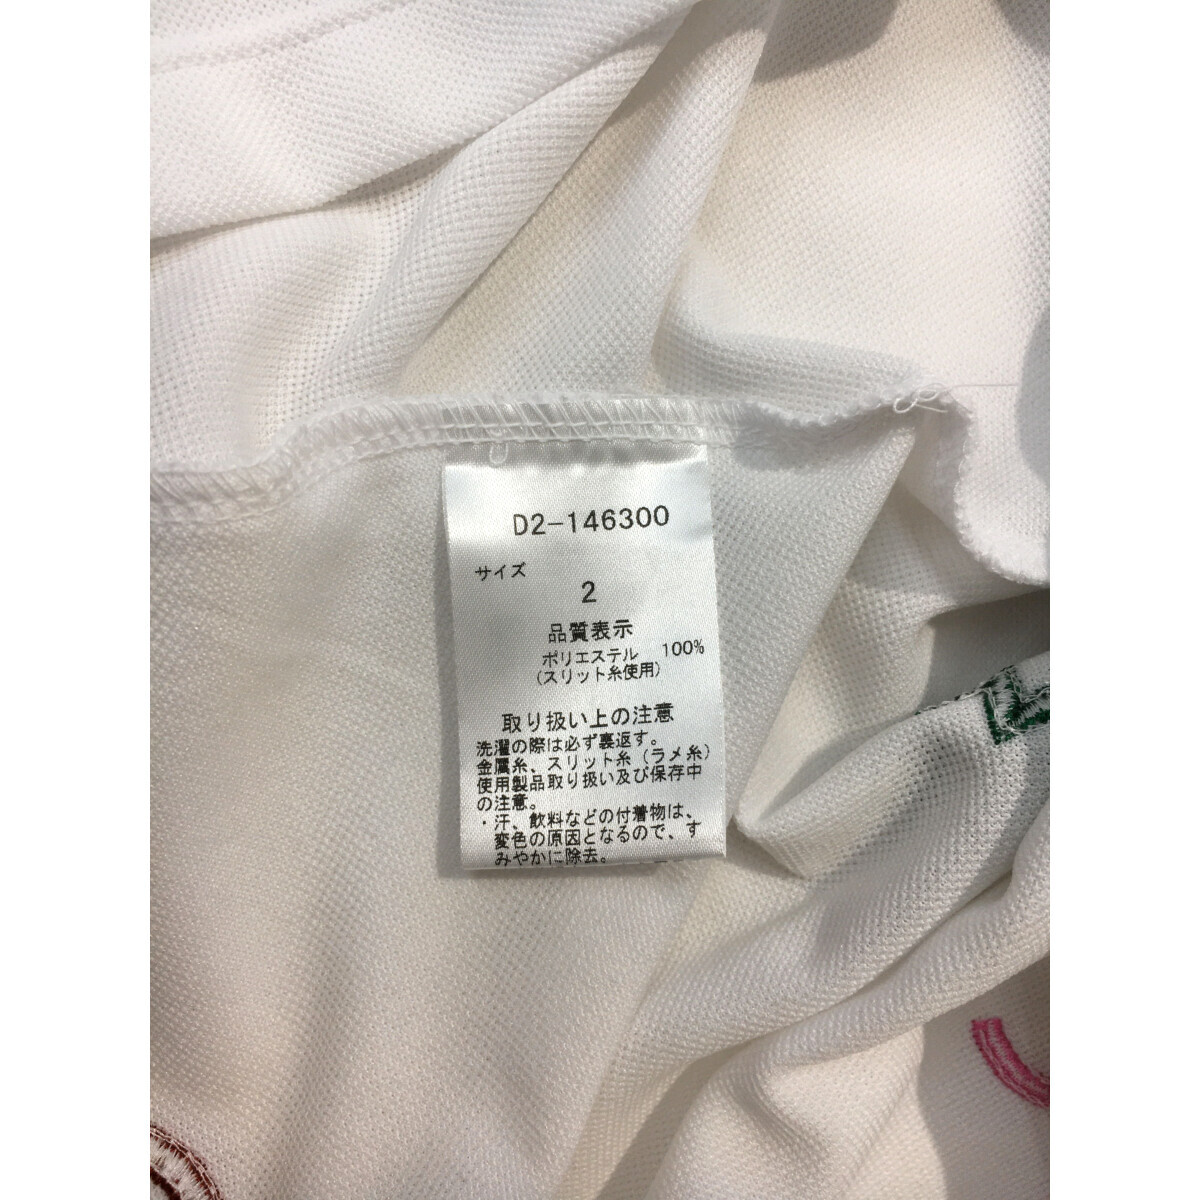 D2-146300
サイズ
2
品質表示
ポリエステル 100%
(スリット糸使用)
取り扱い上の注意
洗濯の際は必ず裏返す。
金属糸、スリット糸(ラメ糸)
使用製品取り扱い及び保存中
の注意。
・汗、飲料などの付着物は、
変色の原因となるので、す
みやかに除去。